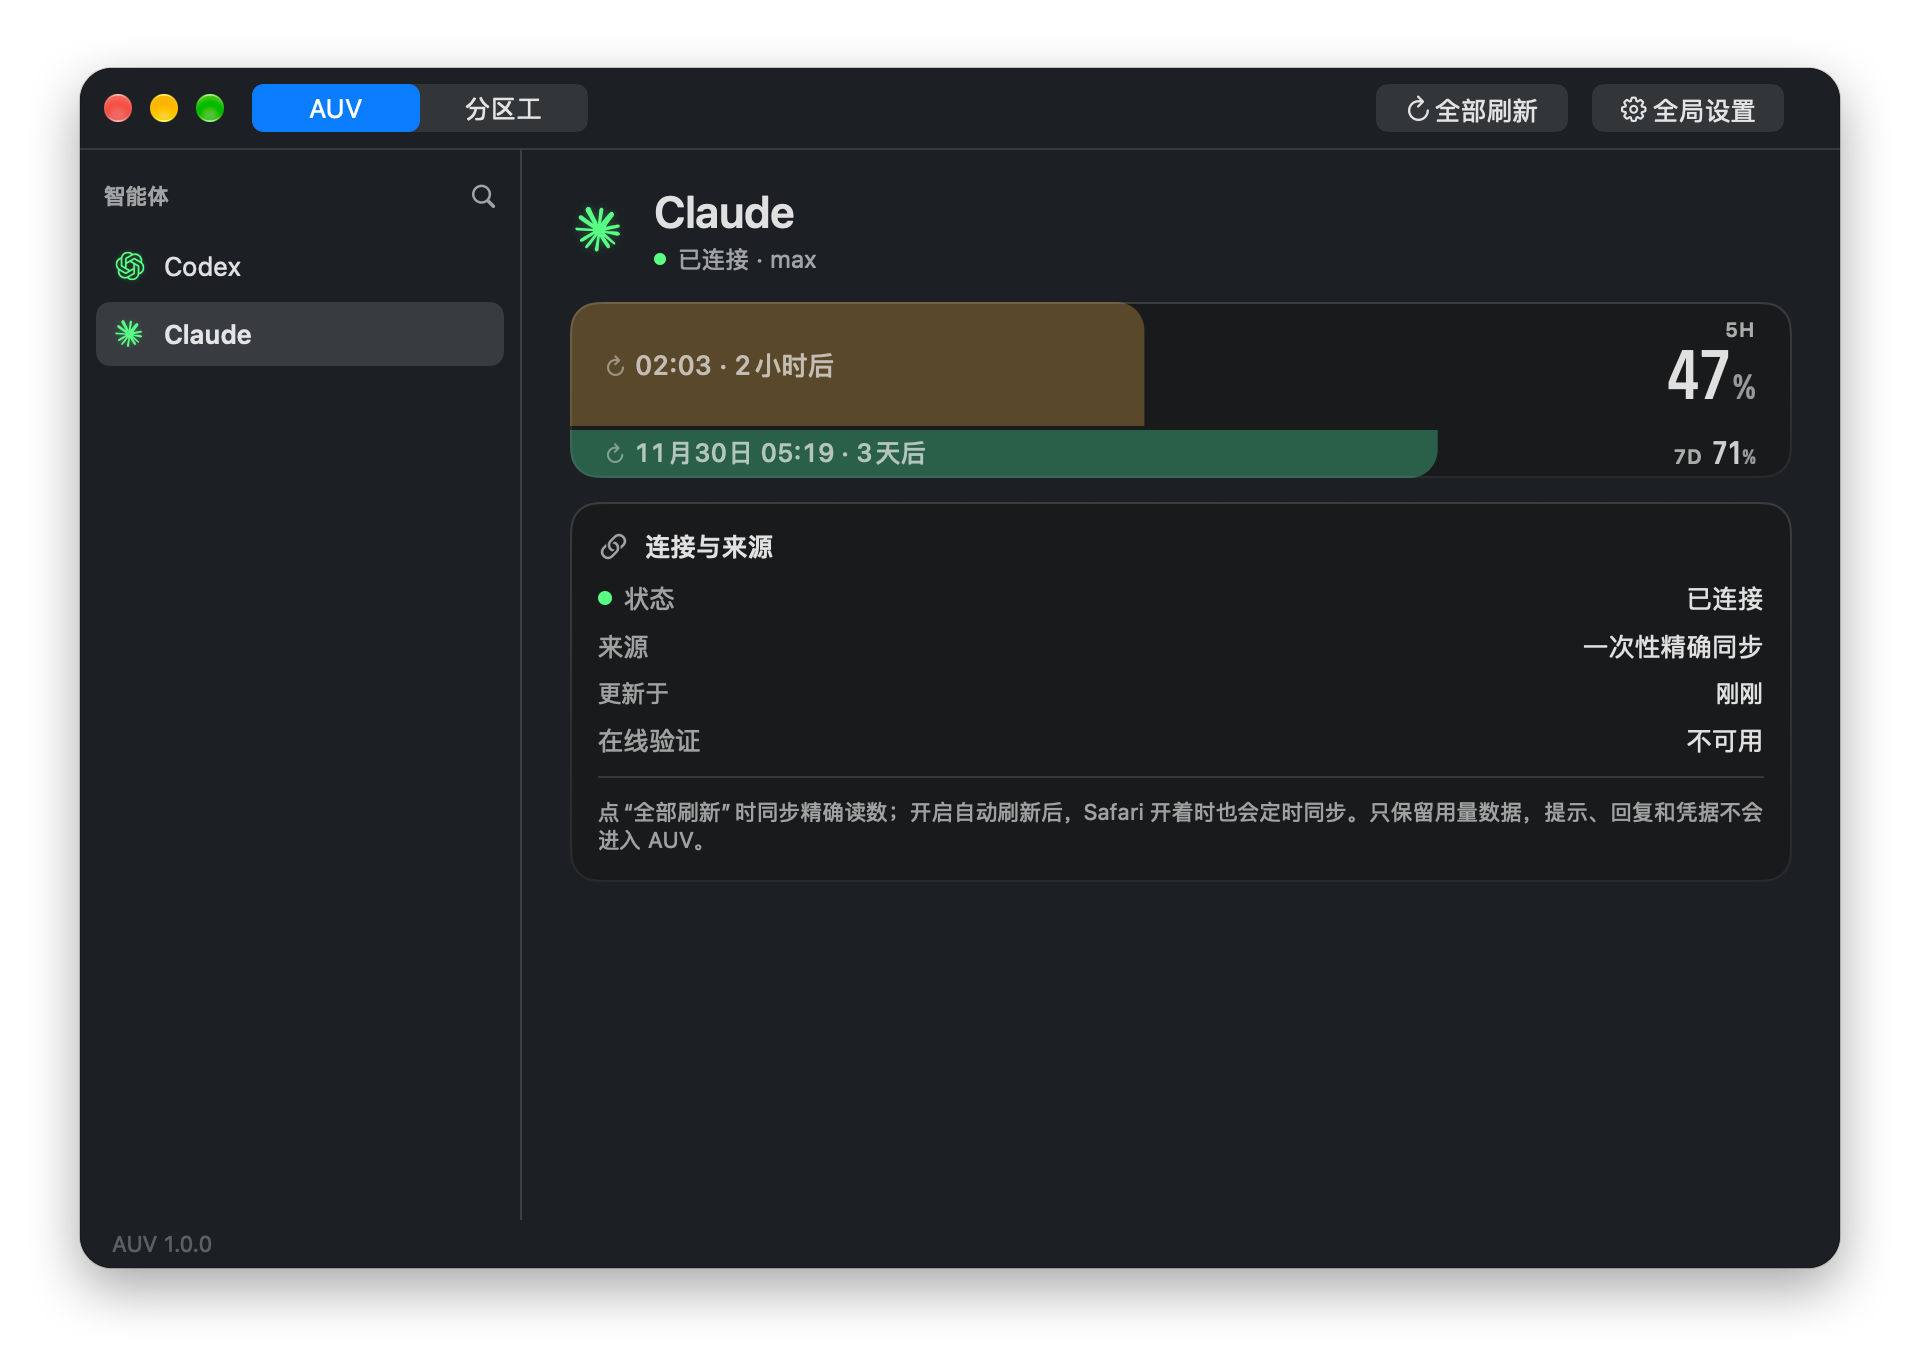 AUV
分区工
全部刷新
全局设置
智能体
Codex
Claude
Claude
已连接 · max
02:03 · 2小时后
5H
47%
11月30日 05:19 · 3天后
7D 71%
连接与来源
状态
已连接
来源
一次性精确同步
更新于
刚刚
在线验证
不可用
点“全部刷新”时同步精确读数；开启自动刷新后，Safari 开着时也会定时同步。只保留用量数据，提示、回复和凭据不会
进入 AUV。
AUV 1.0.0